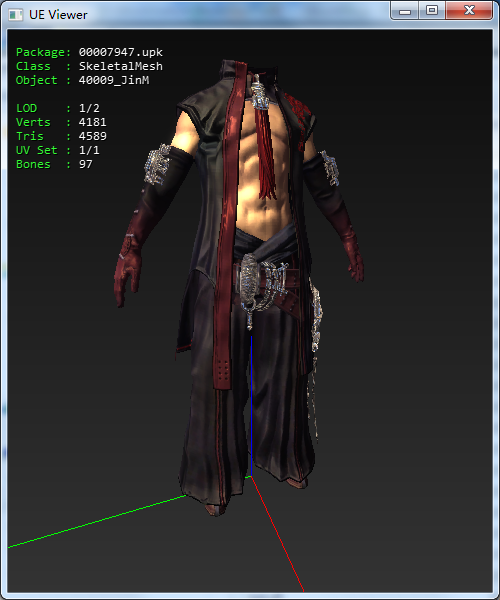 UE Viewer
Package: 00007947.upk
Class : SkeletalMesh
Object : 40009_JinM
LOD : 1/2
Verts : 4181
Tris : 4589
UV Set : 1/1
Bones : 97